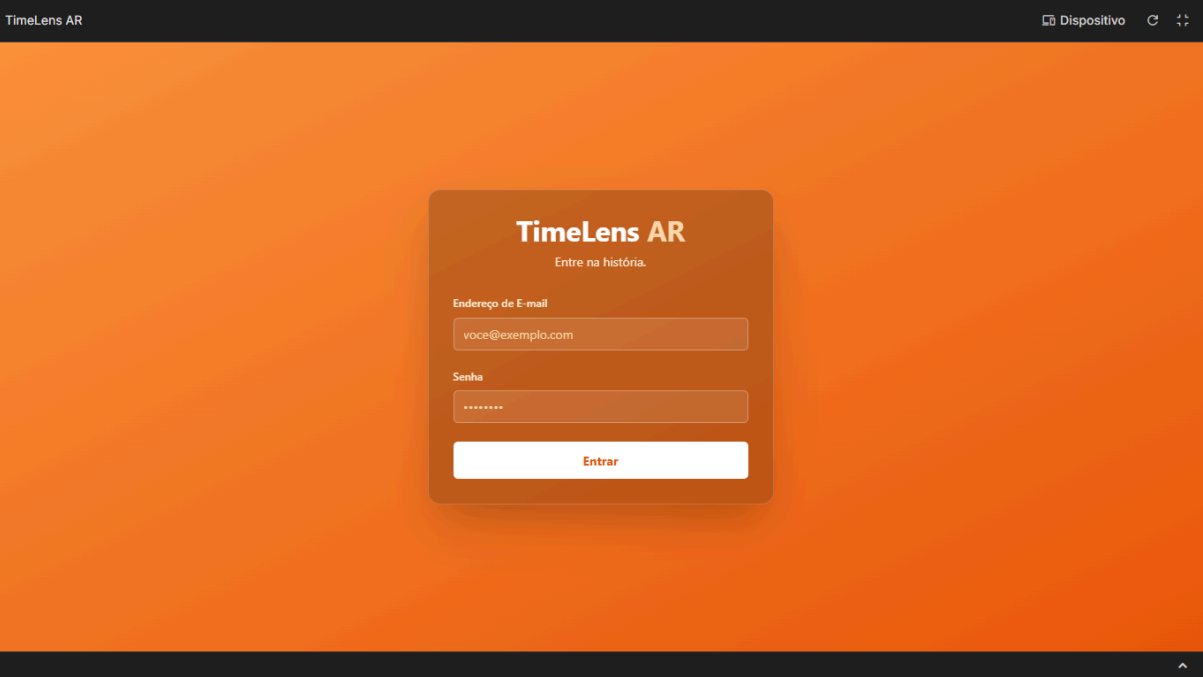 TimeLens AR
Dispositivo
TimeLens AR
Entre na história.
Endereço de E-mail
voce@exemplo.com
Senha
••••••••
Entrar